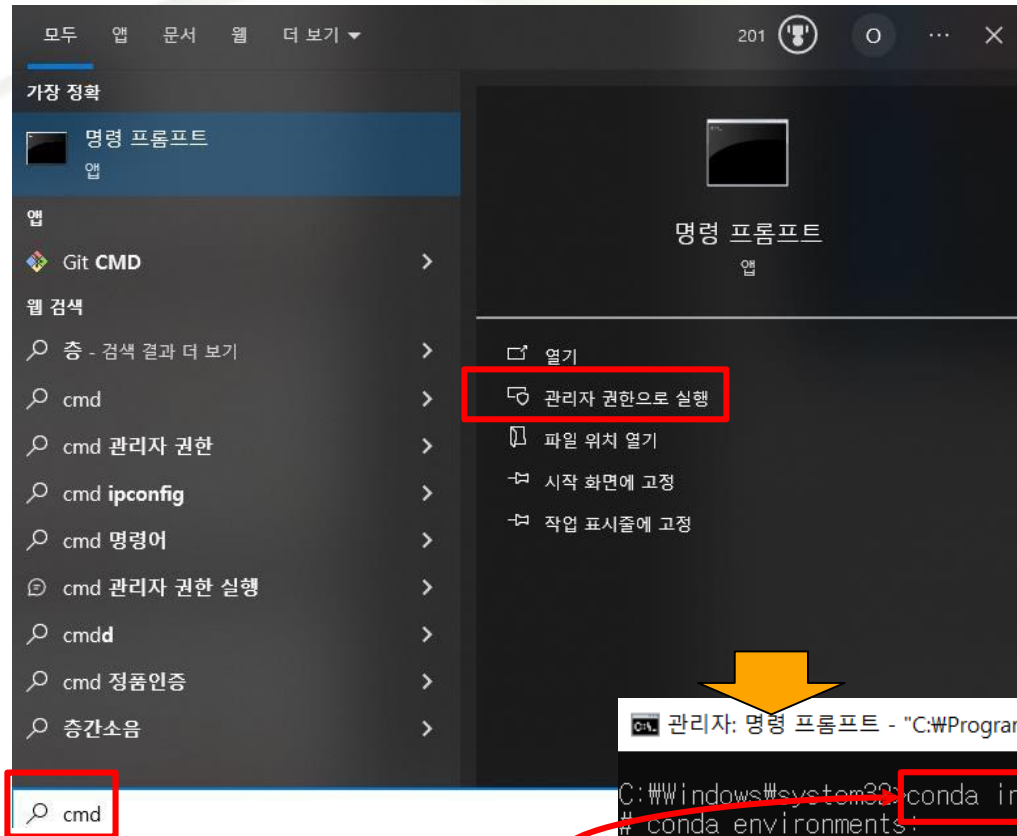 모두 앱 문서 웹 더 보기 201 O ...
가장 정확
명령 프롬프트
앱
앱
Git CMD
웹 검색
층 - 검색 결과 더 보기
cmd
cmd 관리자 권한
cmd ipconfig
cmd 명령어
cmd 관리자 권한 실행
cmdd
cmd 정품인증
층간소음
cmd
명령 프롬프트
앱
열기
관리자 권한으로 실행
파일 위치 열기
시작 화면에 고정
작업 표시줄에 고정
관리자: 명령 프롬프트 - "C:₩Program
C:₩Windows₩system32>conda in
# conda environments: